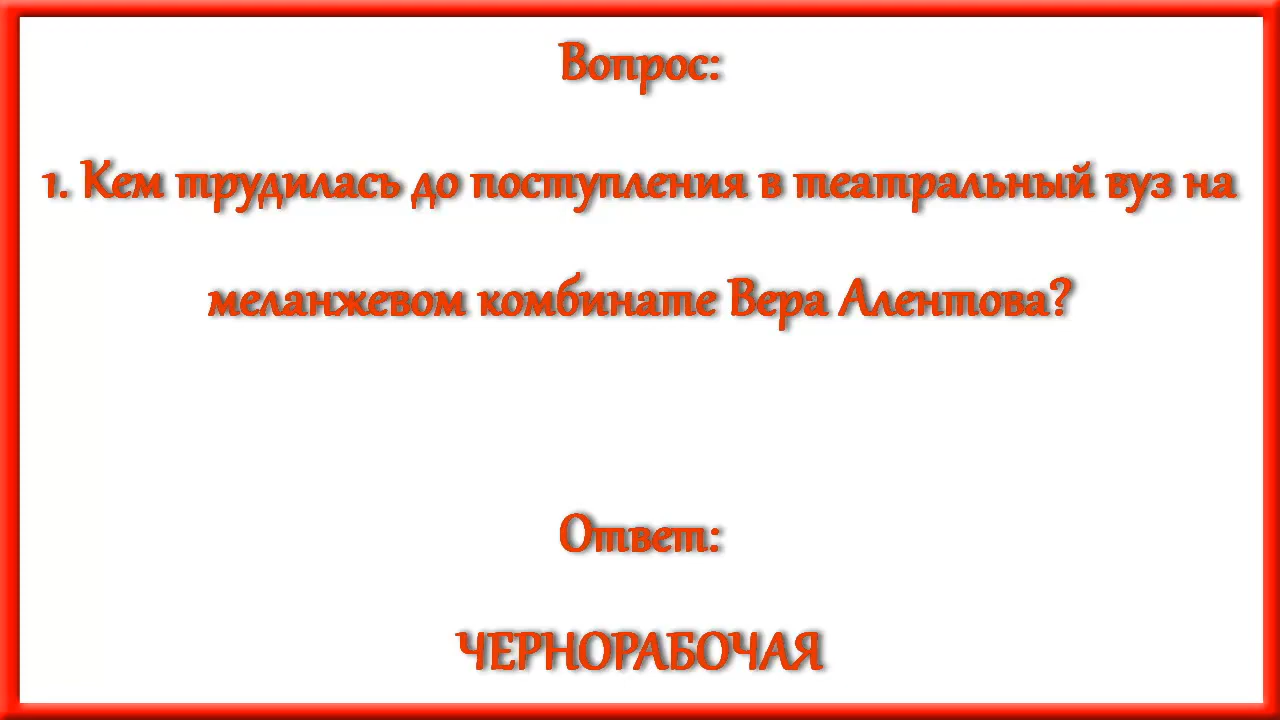 Вопрос:
1. Кем трудилась до поступления в театральный вуз на
меланжевом комбинате Вера Алентова?
Ответ:
ЧЕРНОРАБОЧАЯ